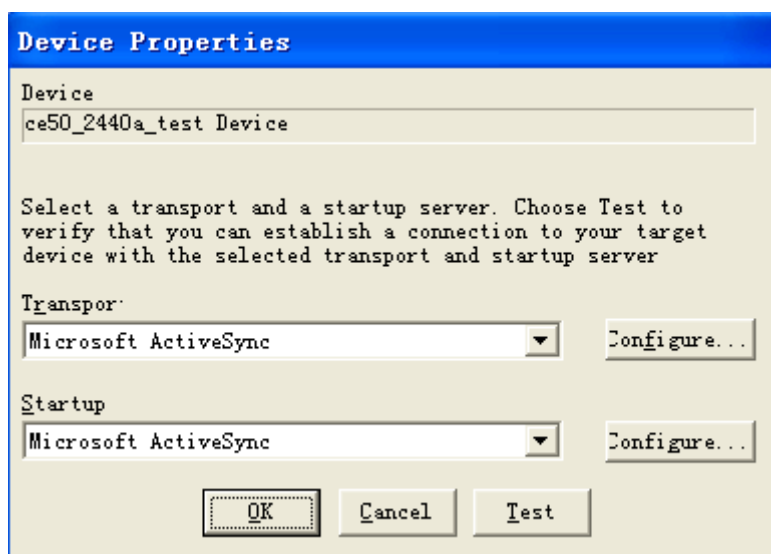 Device Properties
Device
ce50_2440a_test Device
Select a transport and a startup server. Choose Test to
verify that you can establish a connection to your target
device with the selected transport and startup server
Transpor
Microsoft ActiveSync
Configure...
Startup
Microsoft ActiveSync
Configure...
OK Cancel Test